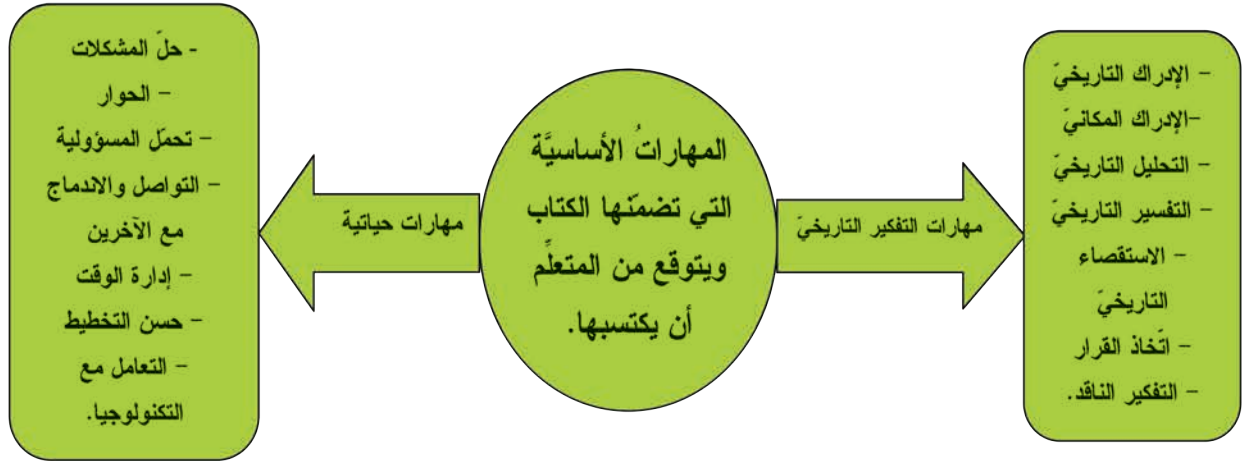 المهاراتُ الأساسيَّة
التي تضمّنها الكتاب
ويتوقع من المتعلِّم
أن يكتسبها.
مهارات التفكير التاريخيّ
– الإدراك التاريخيّ
–الإدراك المكانيّ
– التحليل التاريخيّ
– التفسير التاريخيّ
– الاستقصاء
التاريخيّ
– اتّخاذ القرار
– التفكير الناقد.
مهارات حياتية
- حلّ المشكلات
– الحوار
– تحمّل المسؤولية
– التواصل والاندماج
مع الآخرين
– إدارة الوقت
– حسن التخطيط
– التعامل مع
التكنولوجيا.